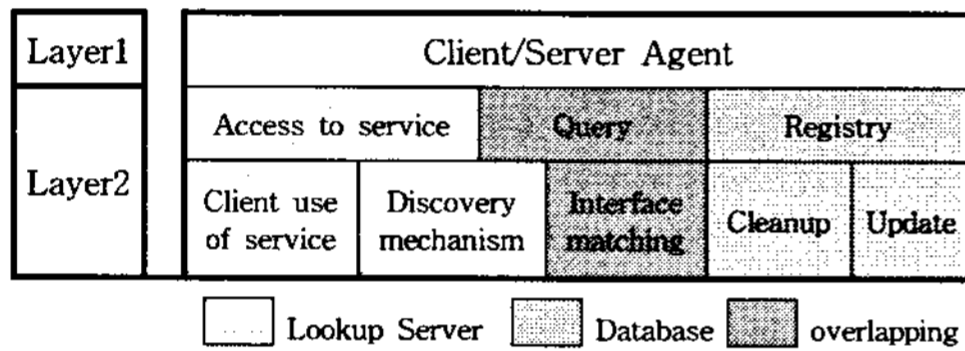 Layer1
Client/Server Agent
Layer2
Access to service
Query
Registry
Client use
of service
Discovery
mechanism
Interface
matching
Cleanup
Update
Lookup Server
Database
overlapping